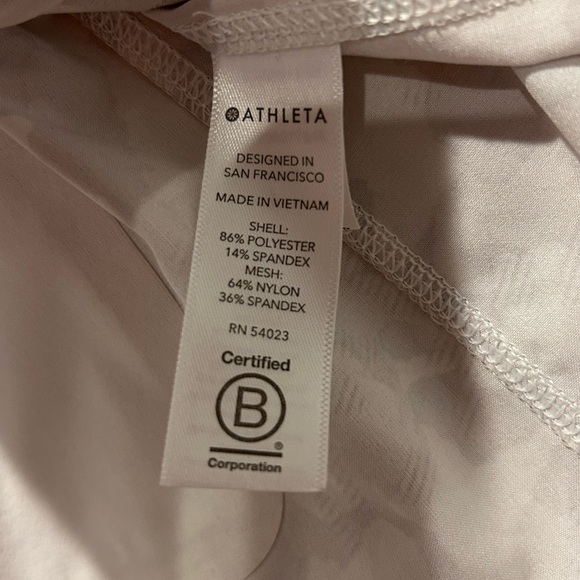 ATHLETA
DESIGNED IN
SAN FRANCISCO
MADE IN VIETNAM
SHELL:
86% POLYESTER
14% SPANDEX
MESH:
64% NYLON
36% SPANDEX
RN 54023
Certified
B
®
Corporation